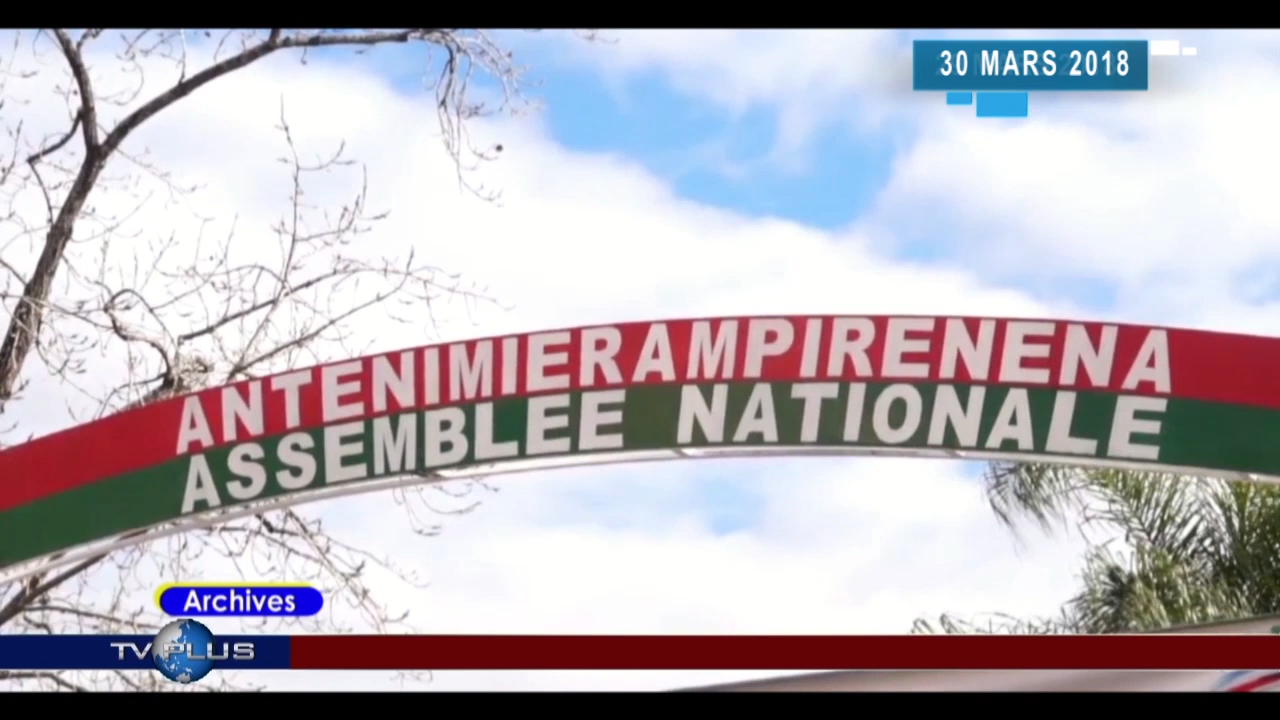 30 MARS 2018
ANTENIMIERAMPIRENENA
ASSEMBLEE NATIONALE
Archives
TV PLUS